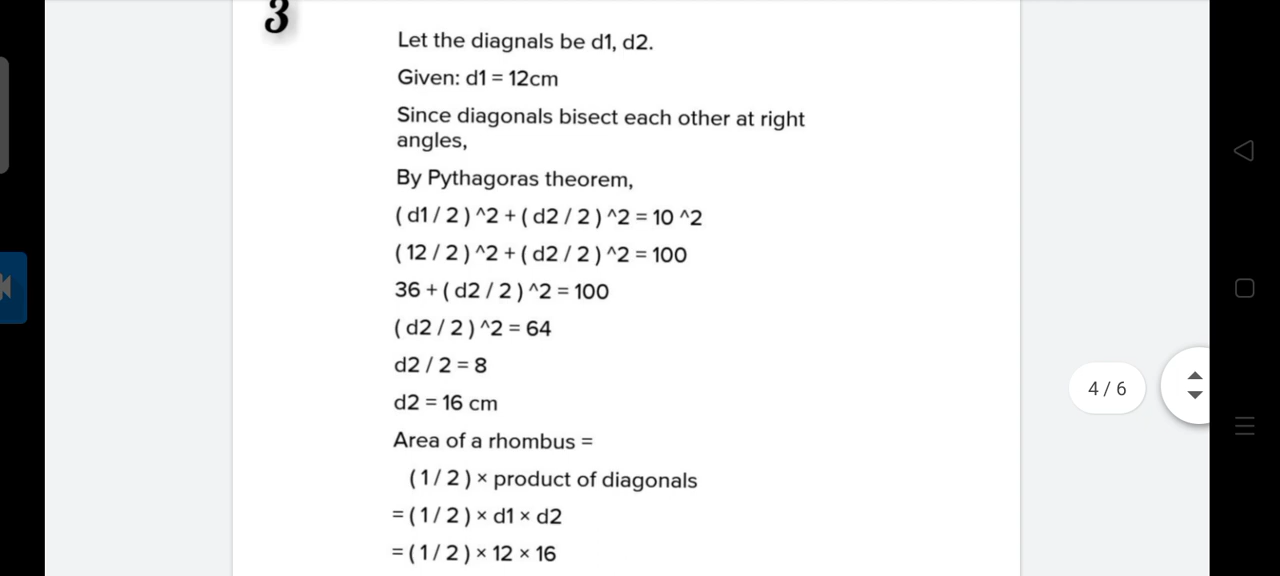 3
Let the diagnals be d1, d2.
Given: d1 = 12cm
Since diagonals bisect each other at right
angles,
By Pythagoras theorem,
( d1 / 2 ) ^2 + ( d2 / 2 ) ^2 = 10 ^2
( 12 / 2 ) ^2 + ( d2 / 2 ) ^2 = 100
36 + ( d2 / 2 ) ^2 = 100
( d2 / 2 ) ^2 = 64
d2 / 2 = 8
d2 = 16 cm
4 / 6
Area of a rhombus =
( 1 / 2 ) × product of diagonals
= ( 1 / 2 ) × d1 × d2
= ( 1 / 2 ) × 12 × 16